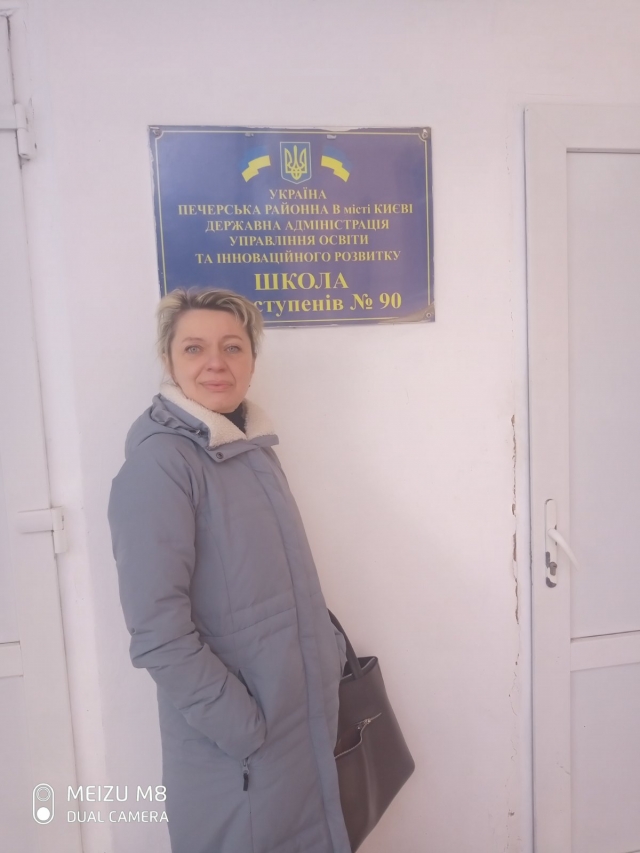 УКРАЇНА
ПЕЧЕРСЬКА РАЙОННА В місті КИЄВІ
ДЕРЖАВНА АДМІНІСТРАЦІЯ
УПРАВЛІННЯ ОСВІТИ
ТА ІННОВАЦІЙНОГО РОЗВИТКУ
ШКОЛА
ступенів № 90
MEIZU M8
DUAL CAMERA